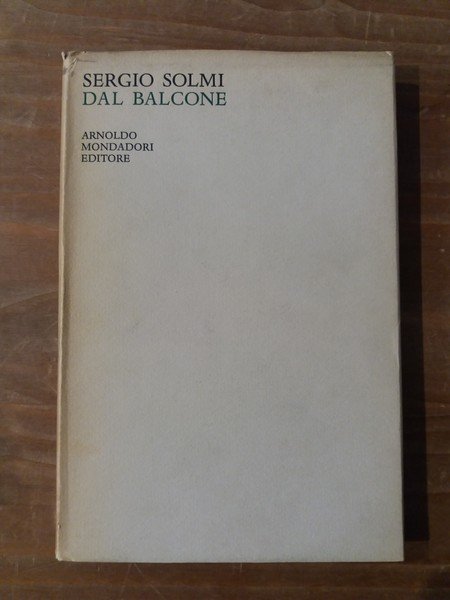 SERGIO SOLMI
DAL BALCONE
ARNOLDO
MONDADORI
EDITORE